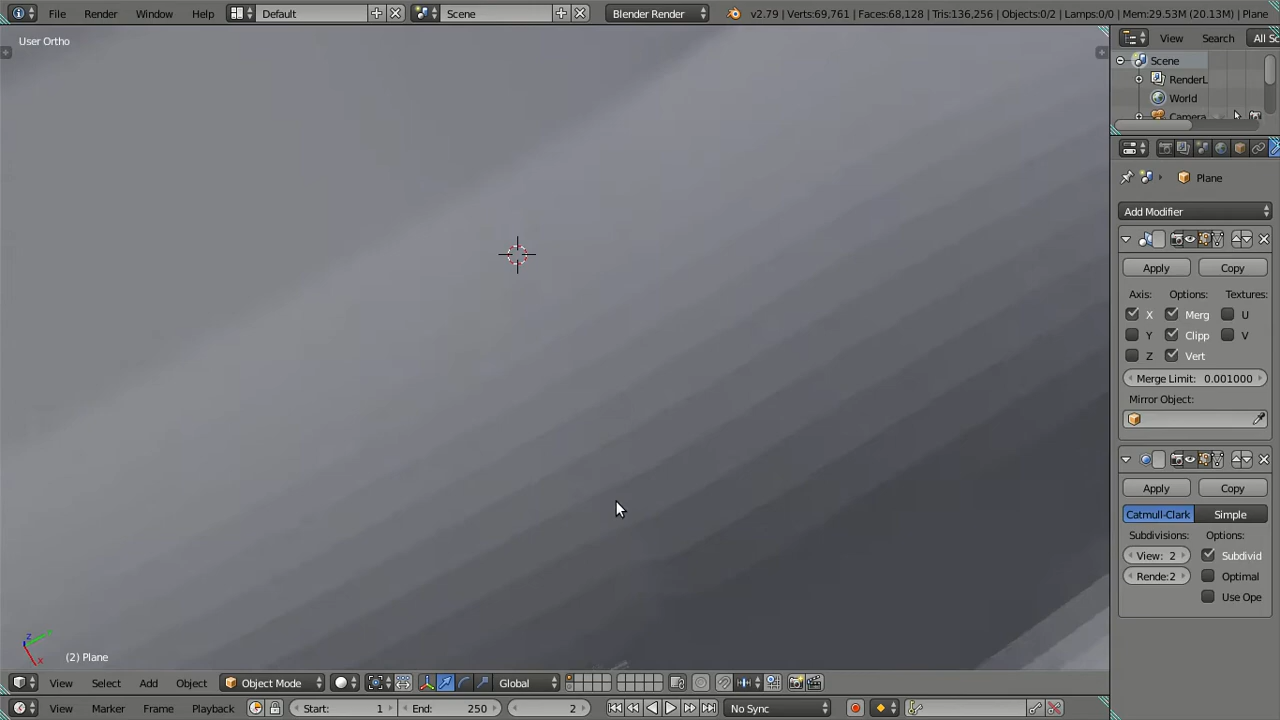 File Render Window Help Default Scene Blender Render v2.79 | Verts:69,761 | Faces:68,128 | Tris:136,256 | Objects:0/2 | Lamps:0/0 | Mem:29.53M (20.13M) | Plane
User Ortho
View Search All Sc
Scene
RenderL
World
Camera
Plane
Add Modifier
Apply Copy
Axis: Options: Textures:
X Merg U
Y Clipp V
Z Vert
Merge Limit: 0.001000
Mirror Object:
Apply Copy
Catmull-Clark Simple
Subdivisions: Options:
View: 2 Subdivid
Rende:2 Optimal
Use Ope
z
y
x
(2) Plane
View Select Add Object Object Mode Global
View Marker Frame Playback Start: 1 End: 250 2 No Sync